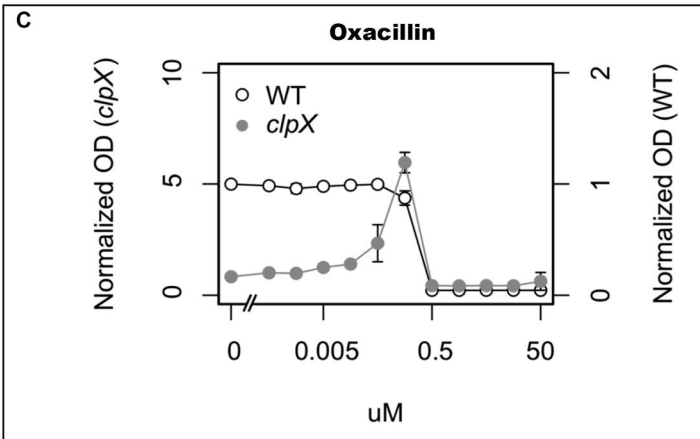 C
Oxacillin
Normalized OD (clpX)
10
5
0
WT
clpX
2
1
0
Normalized OD (WT)
0
0.005
0.5
50
uM